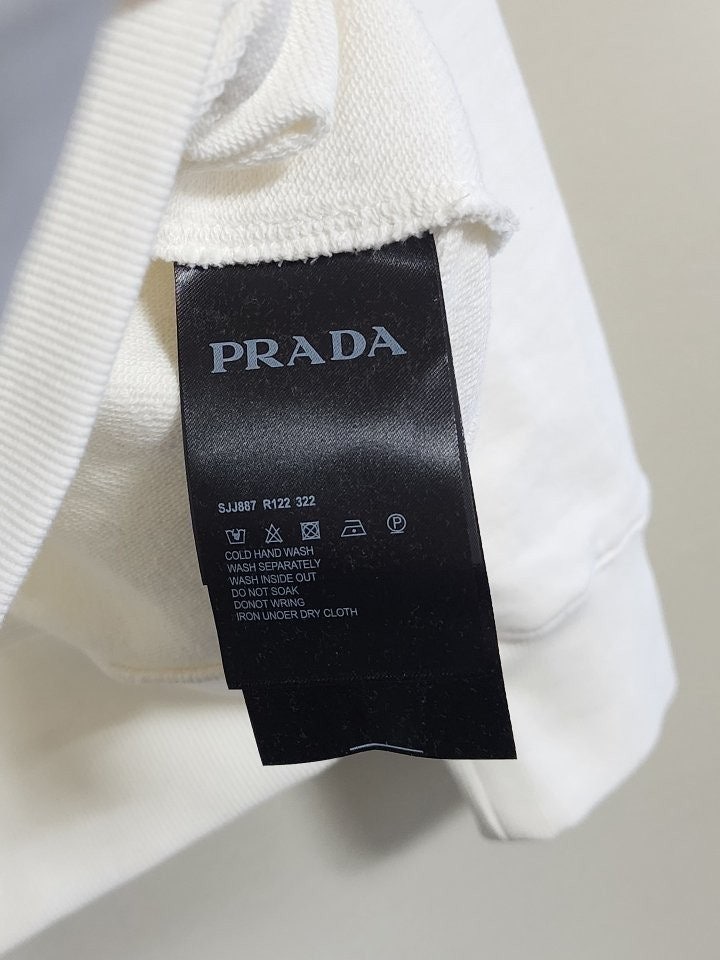 PRADA
SJJ887 R122 322
P
COLD HAND WASH
WASH SEPARATELY
WASH INSIDE OUT
DO NOT SOAK
DONOT WRING
IRON UNOER DRY CLOTH